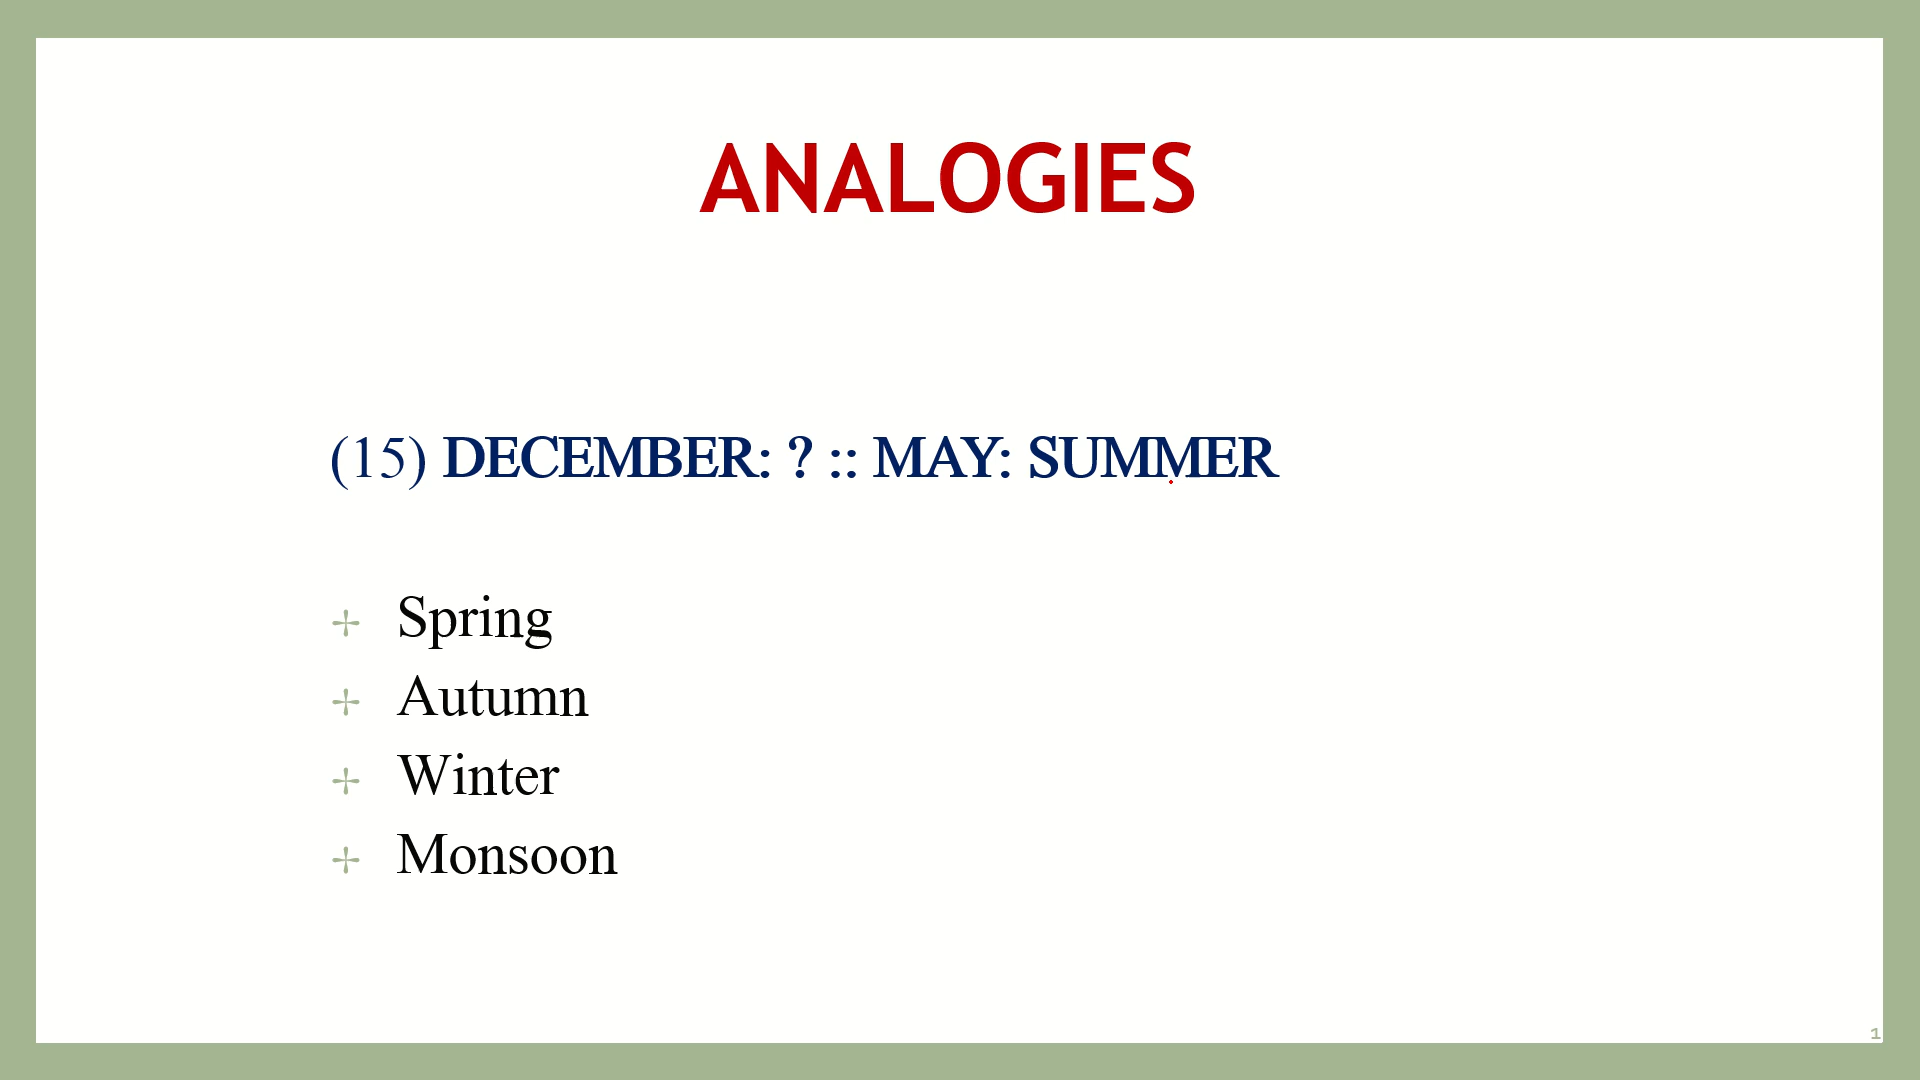 ANALOGIES
(15) DECEMBER: ? :: MAY: SUMMER
Spring
Autumn
Winter
Monsoon
1